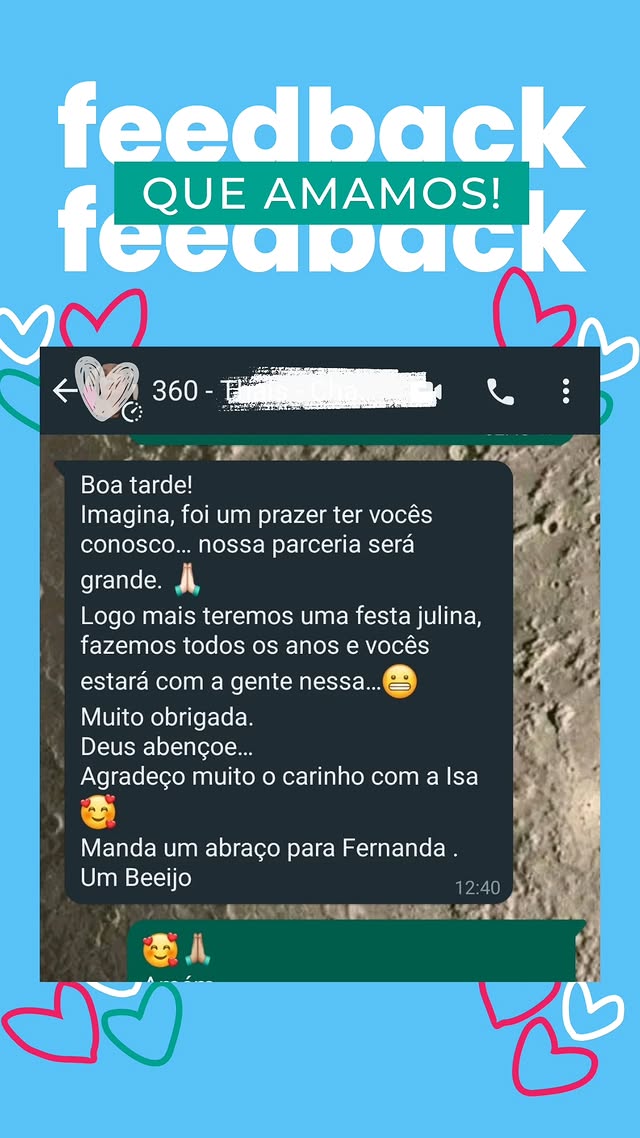 feedback
QUE AMAMOS!
feedback
360 -
Boa tarde!
Imagina, foi um prazer ter vocês
conosco... nossa parceria será
grande. 🙏🏻
Logo mais teremos uma festa julina,
fazemos todos os anos e vocês
estará com a gente nessa...😬
Muito obrigada.
Deus abençoe...
Agradeço muito o carinho com a Isa
🥰
Manda um abraço para Fernanda .
Um Beeijo
12:40
🥰🙏🏽